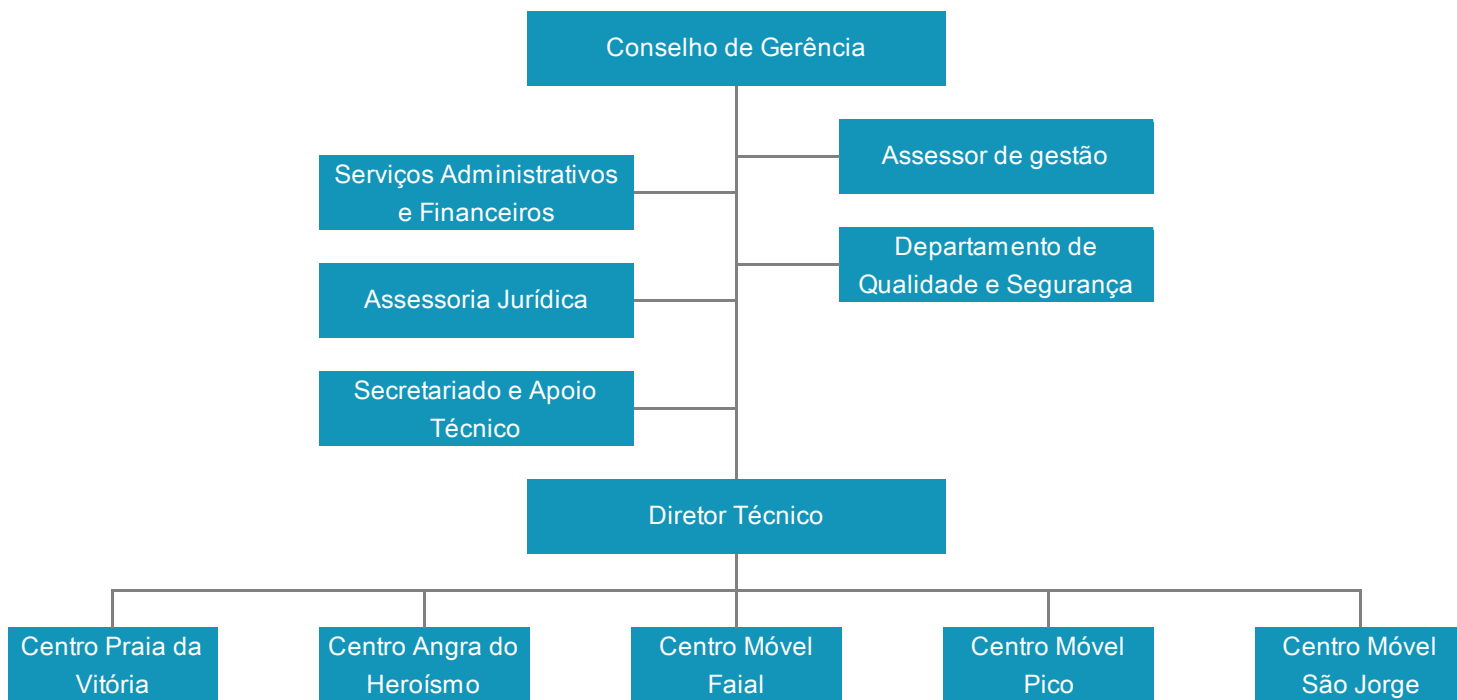 Conselho de Gerência
Assessor de gestão
Serviços Administrativos
e Financeiros
Departamento de
Qualidade e Segurança
Assessoria Jurídica
Secretariado e Apoio
Técnico
Diretor Técnico
Centro Praia da
Vitória
Centro Angra do
Heroísmo
Centro Móvel
Faial
Centro Móvel
Pico
Centro Móvel
São Jorge